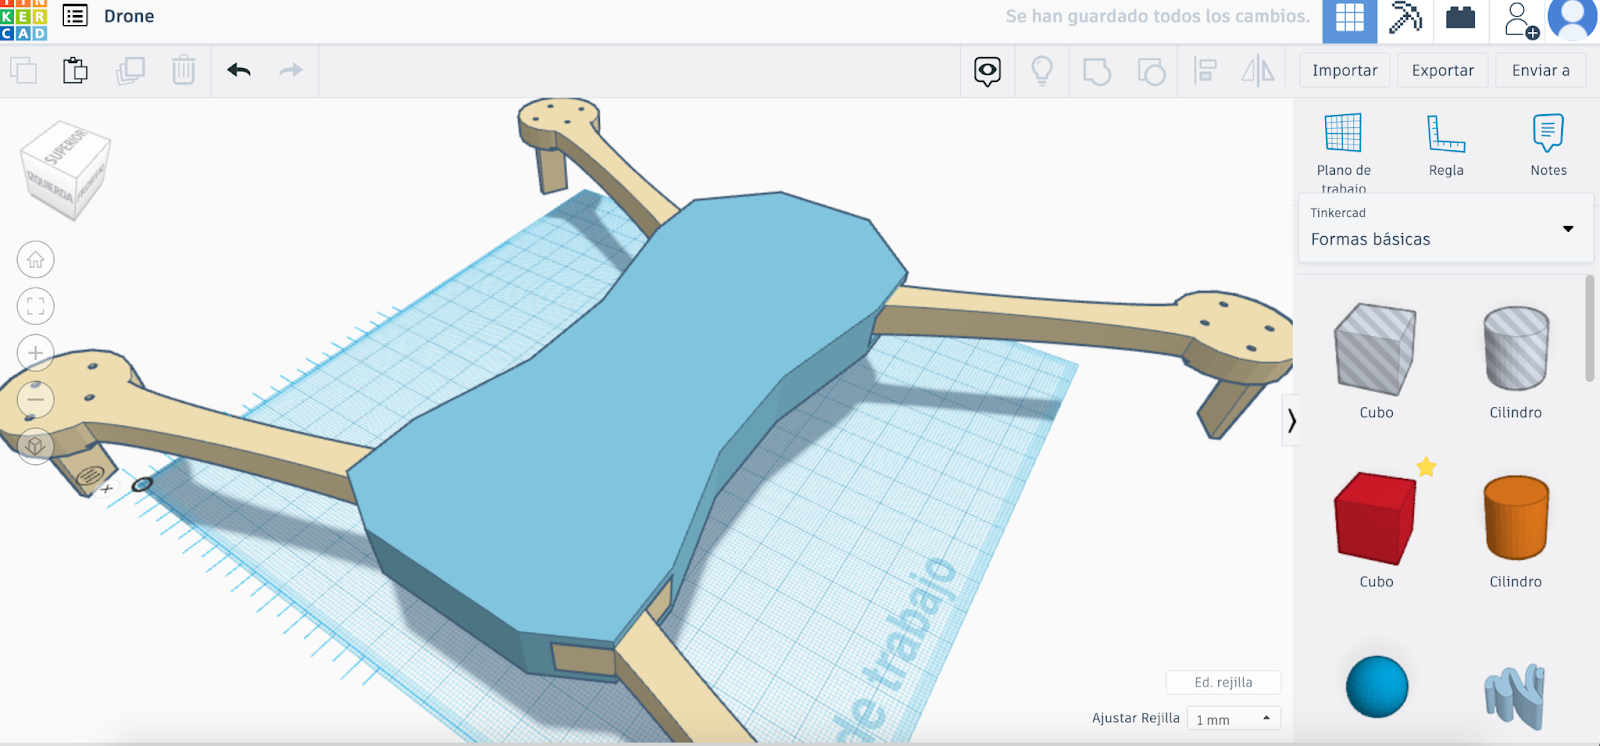 TIN
KER
CAD
Drone
Se han guardado todos los cambios.
Importar
Exportar
Enviar a
SUPERIOR
IZQUIERDA
Plano de
trabajo
Regla
Notes
Tinkercad
Formas básicas
Cubo
Cilindro
Cubo
Cilindro
de trabajo
Ed. rejilla
Ajustar Rejilla
1 mm